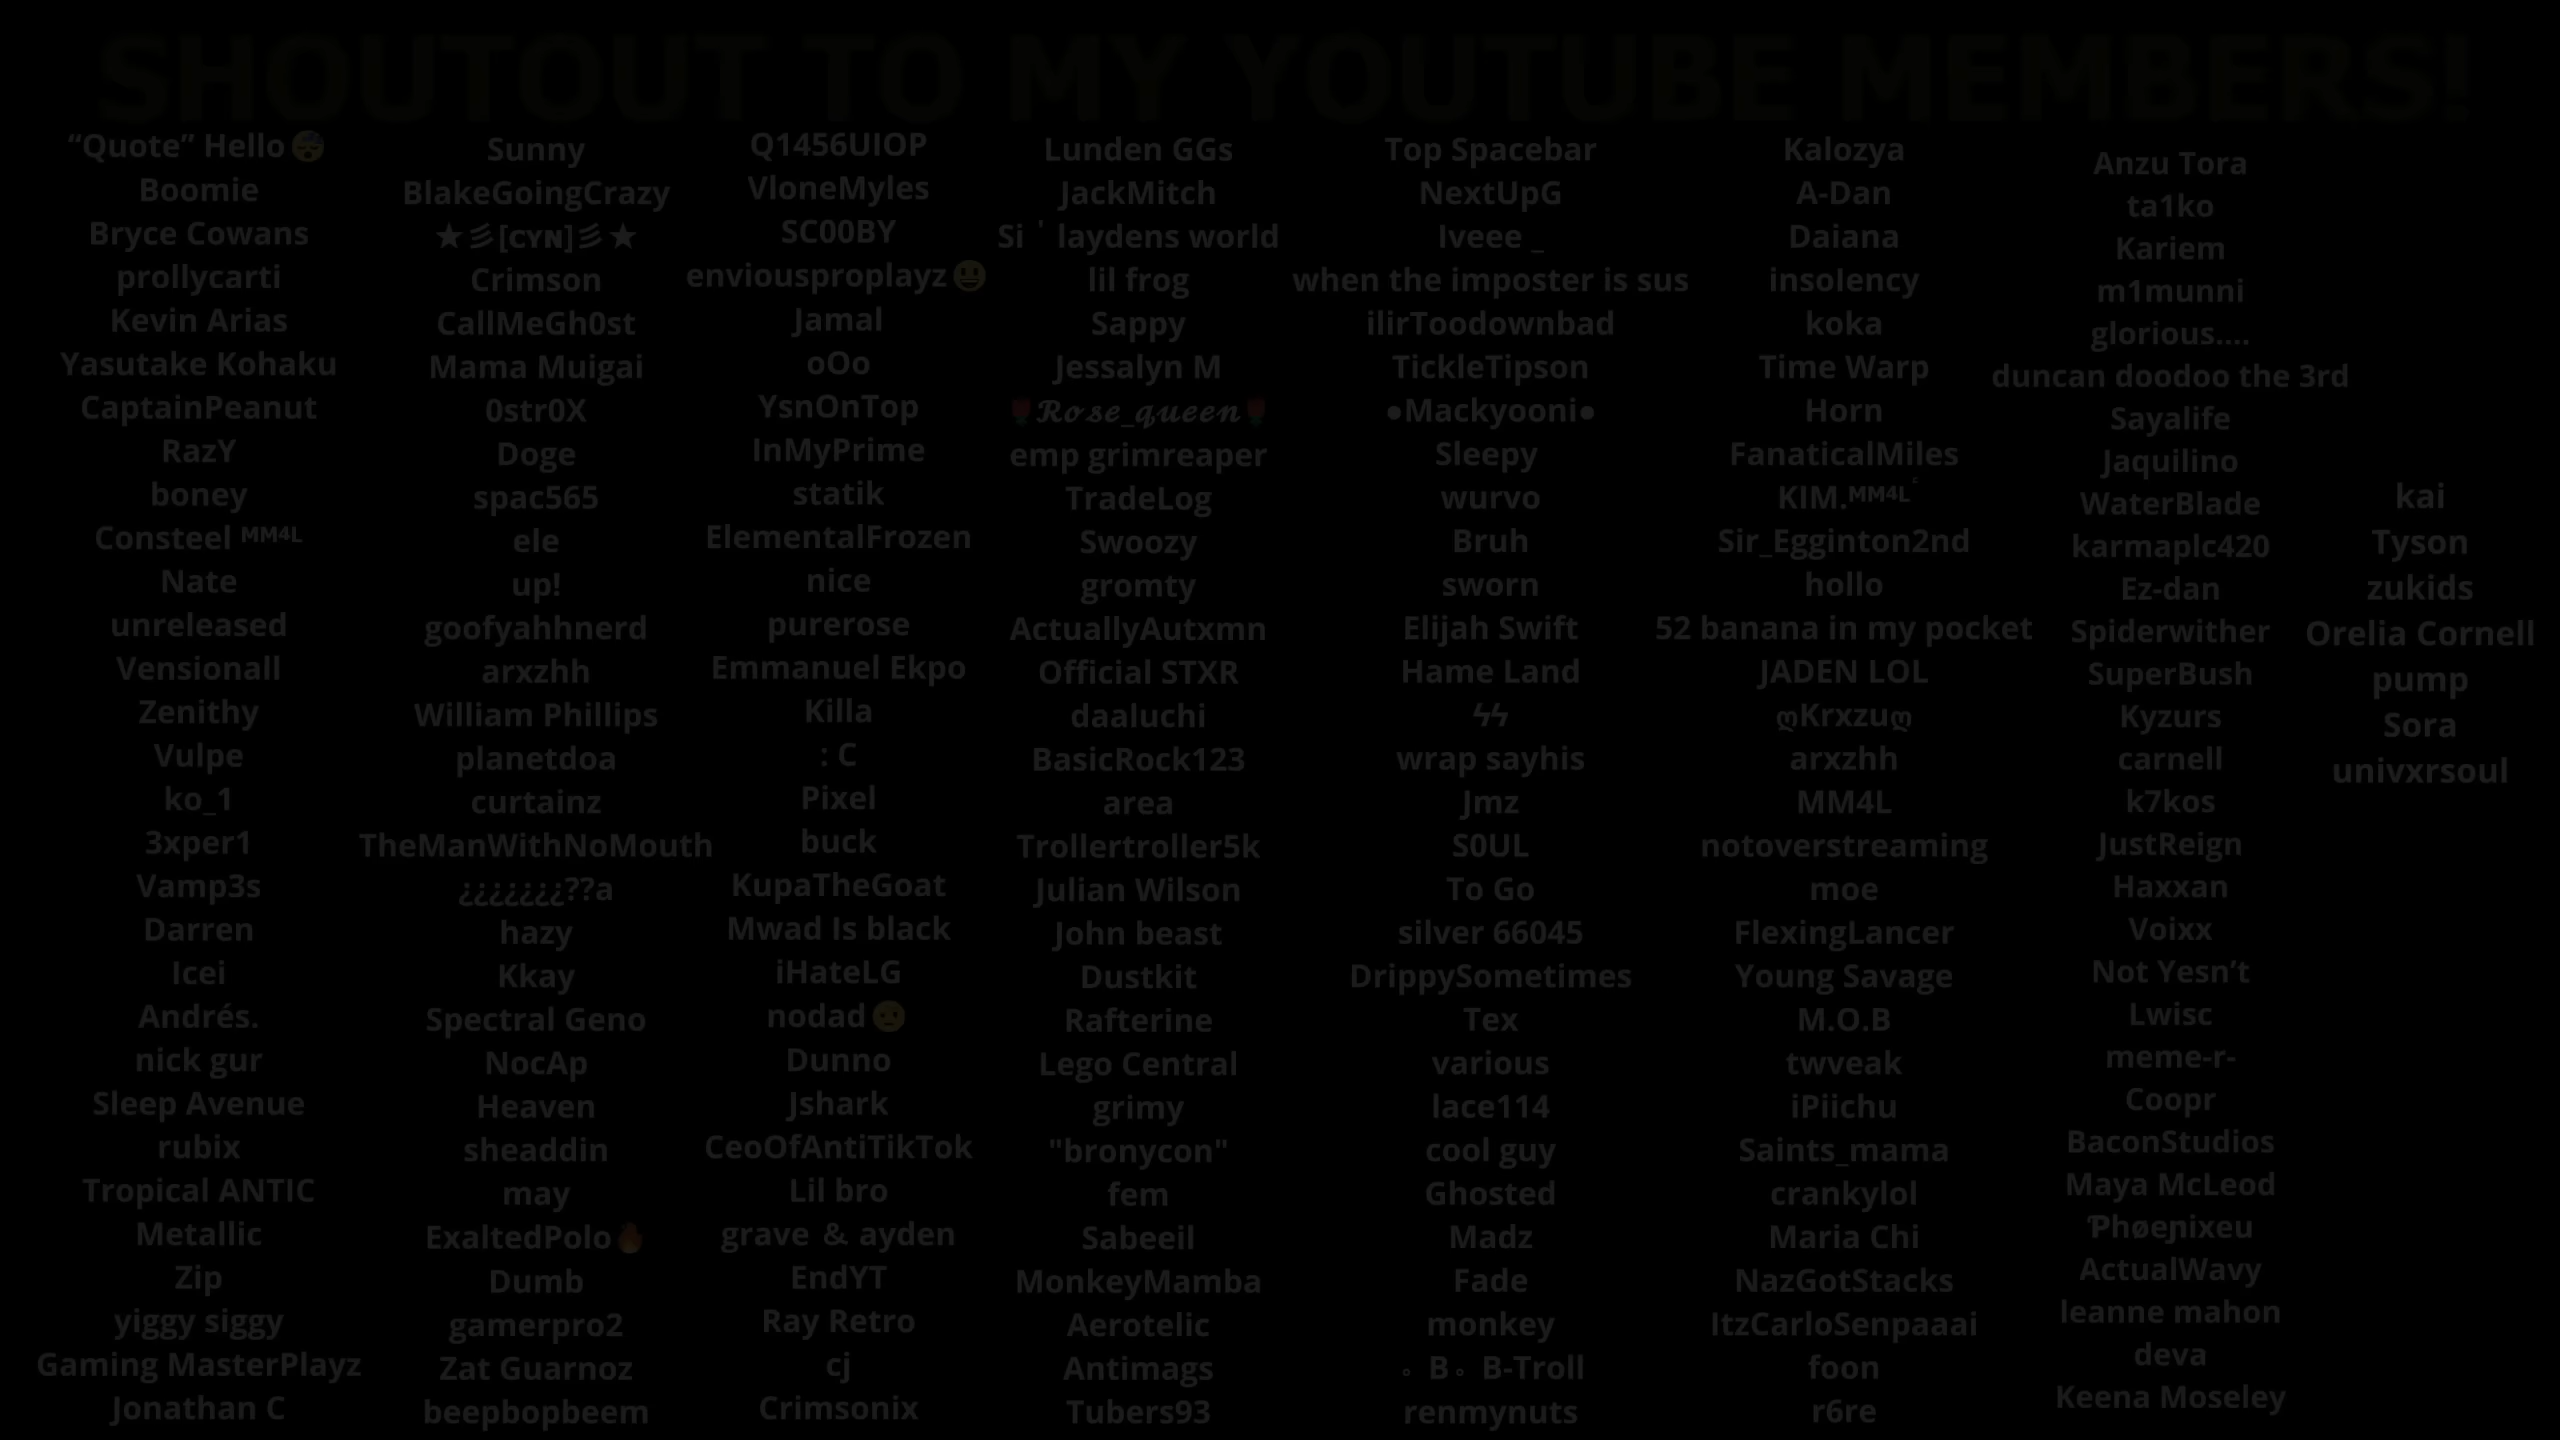 SHOUTOUT TO MY YOUTUBE MEMBERS!
“Quote” Hello😴
Boomie
Bryce Cowans
prollycarti
Kevin Arias
Yasutake Kohaku
CaptainPeanut
RazY
boney
Consteel ᴹᴹ⁴ᴸ
Nate
unreleased
Vensionall
Zenithy
Vulpe
ko_1
3xper1
Vamp3s
Darren
Icei
Andrés.
nick gur
Sleep Avenue
rubix
Tropical ANTIC
Metallic
Zip
yiggy siggy
Gaming MasterPlayz
Jonathan C
Sunny
BlakeGoingCrazy
★彡[ᴄʏɴ]彡★
Crimson
CallMeGh0st
Mama Muigai
0str0X
Doge
spac565
ele
up!
goofyahhnerd
arxzhh
William Phillips
planetdoa
curtainz
TheManWithNoMouth
¿¿¿¿¿¿¿??a
hazy
Kkay
Spectral Geno
NocAp
Heaven
sheaddin
may
ExaltedPolo🔥
Dumb
gamerpro2
Zat Guarnoz
beepbopbeem
Q1456UIOP
VloneMyles
SC00BY
enviousproplayz😃
Jamal
oOo
YsnOnTop
InMyPrime
statik
ElementalFrozen
nice
purerose
Emmanuel Ekpo
Killa
: C
Pixel
buck
KupaTheGoat
Mwad Is black
iHateLG
nodad😳
Dunno
Jshark
CeoOfAntiTikTok
Lil bro
grave & ayden
EndYT
Ray Retro
cj
Crimsonix
Lunden GGs
JackMitch
Si ' laydens world
lil frog
Sappy
Jessalyn M
🌹𝓡𝓸𝓼𝓮_𝓺𝓾𝓮𝓮𝓷🌹
emp grimreaper
TradeLog
Swoozy
gromty
ActuallyAutxmn
Official STXR
daaluchi
BasicRock123
area
Trollertroller5k
Julian Wilson
John beast
Dustkit
Rafterine
Lego Central
grimy
"bronycon"
fem
Sabeeil
MonkeyMamba
Aerotelic
Antimags
Tubers93
Top Spacebar
NextUpG
Iveee _
when the imposter is sus
ilirToodownbad
TickleTipson
●Mackyooni●
Sleepy
wurvo
Bruh
sworn
Elijah Swift
Hame Land
ϟϟ
wrap sayhis
Jmz
S0UL
To Go
silver 66045
DrippySometimes
Tex
various
lace114
cool guy
Ghosted
Madz
Fade
monkey
◦ B◦ B-Troll
renmynuts
Kalozya
A-Dan
Daiana
insolency
koka
Time Warp
Horn
FanaticalMiles
KIM.ᴹᴹ⁴ᴸ
Sir_Egginton2nd
hollo
52 banana in my pocket
JADEN LOL
ღKrxzuღ
arxzhh
MM4L
notoverstreaming
moe
FlexingLancer
Young Savage
M.O.B
twveak
iPiichu
Saints_mama
crankylol
Maria Chi
NazGotStacks
ItzCarloSenpaaai
foon
r6re
Anzu Tora
ta1ko
Kariem
m1munni
glorious....
duncan doodoo the 3rd
Sayalife
Jaquilino
WaterBlade
karmaplc420
Ez-dan
Spiderwither
SuperBush
Kyzurs
carnell
k7kos
JustReign
Haxxan
Voixx
Not Yesn’t
Lwisc
meme-r-
Coopr
BaconStudios
Maya McLeod
Ƥhøeɲixeu
ActualWavy
leanne mahon
deva
Keena Moseley
kai
Tyson
zukids
Orelia Cornell
pump
Sora
univxrsoul